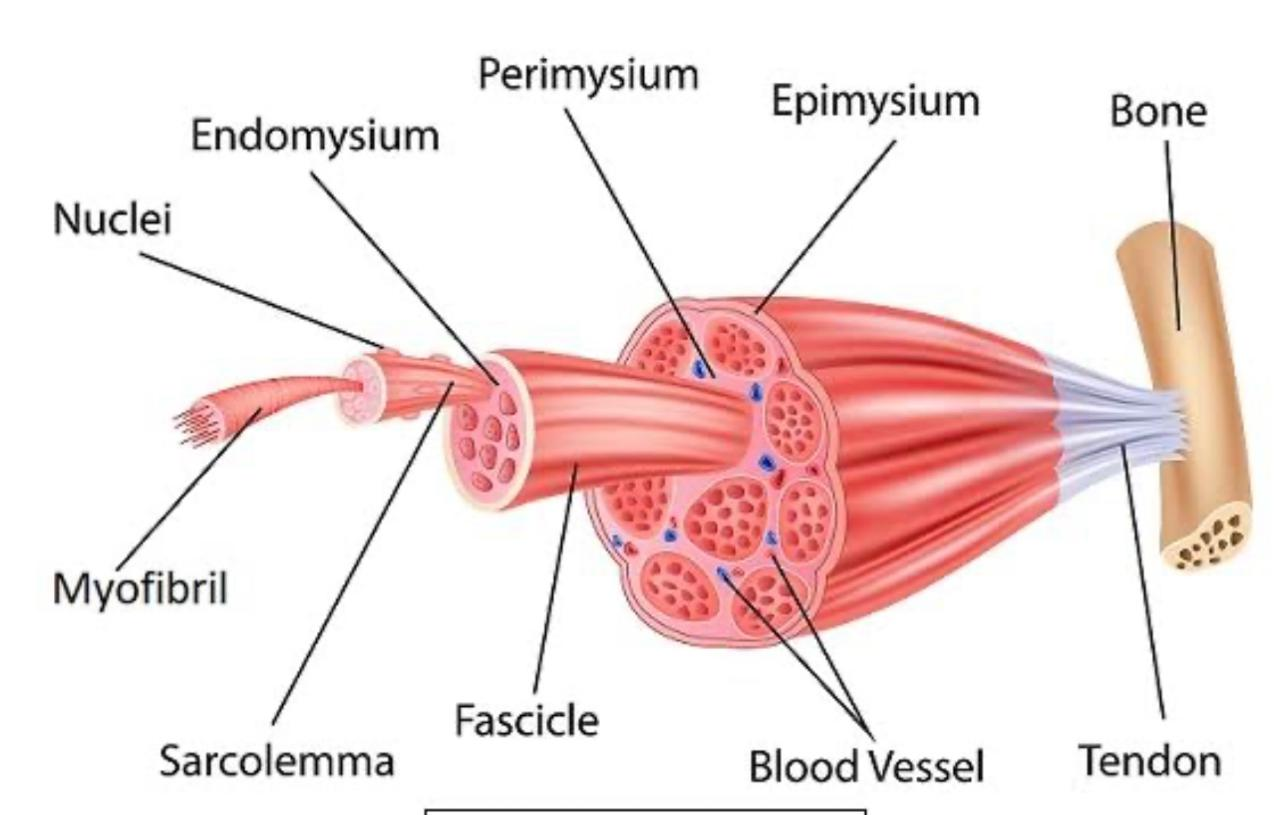 Perimysium
Epimysium
Bone
Endomysium
Nuclei
Myofibril
Fascicle
Sarcolemma
Blood Vessel
Tendon